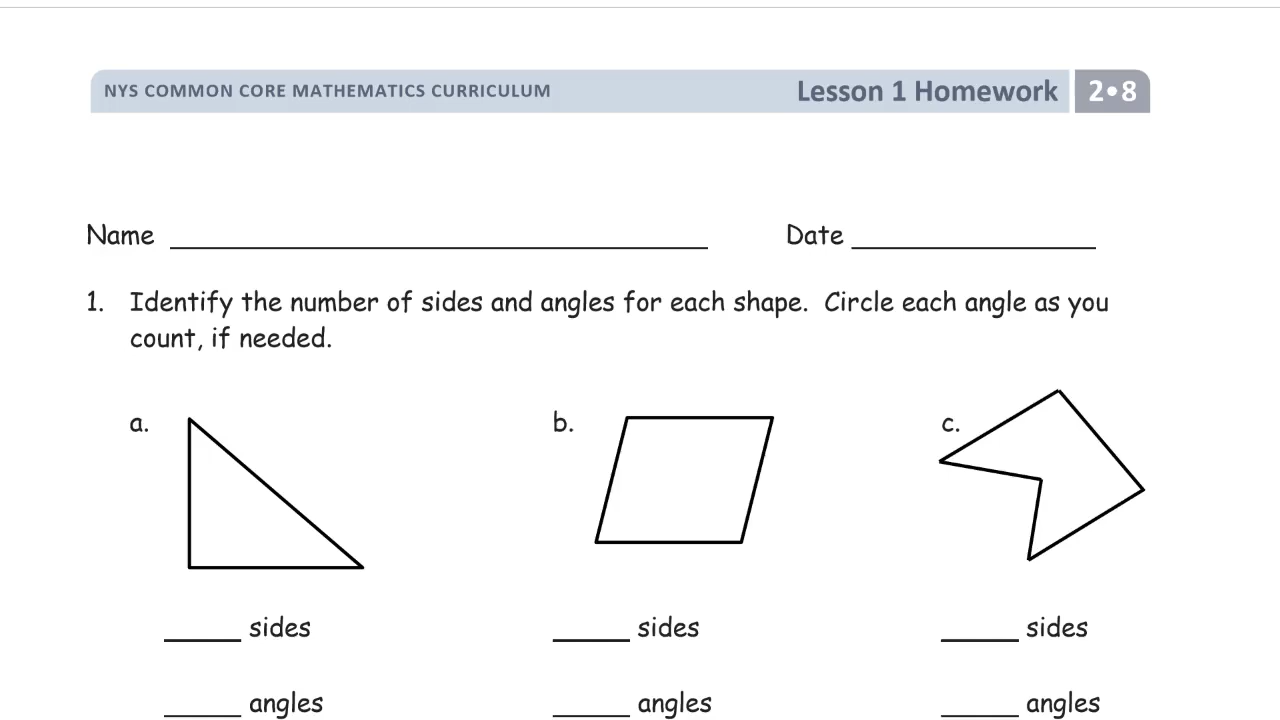 NYS COMMON CORE MATHEMATICS CURRICULUM Lesson 1 Homework 2•8
Name ____________ Date ____________
1. Identify the number of sides and angles for each shape. Circle each angle as you
count, if needed.
a. b. c.
_____ sides _____ sides _____ sides
_____ angles _____ angles _____ angles